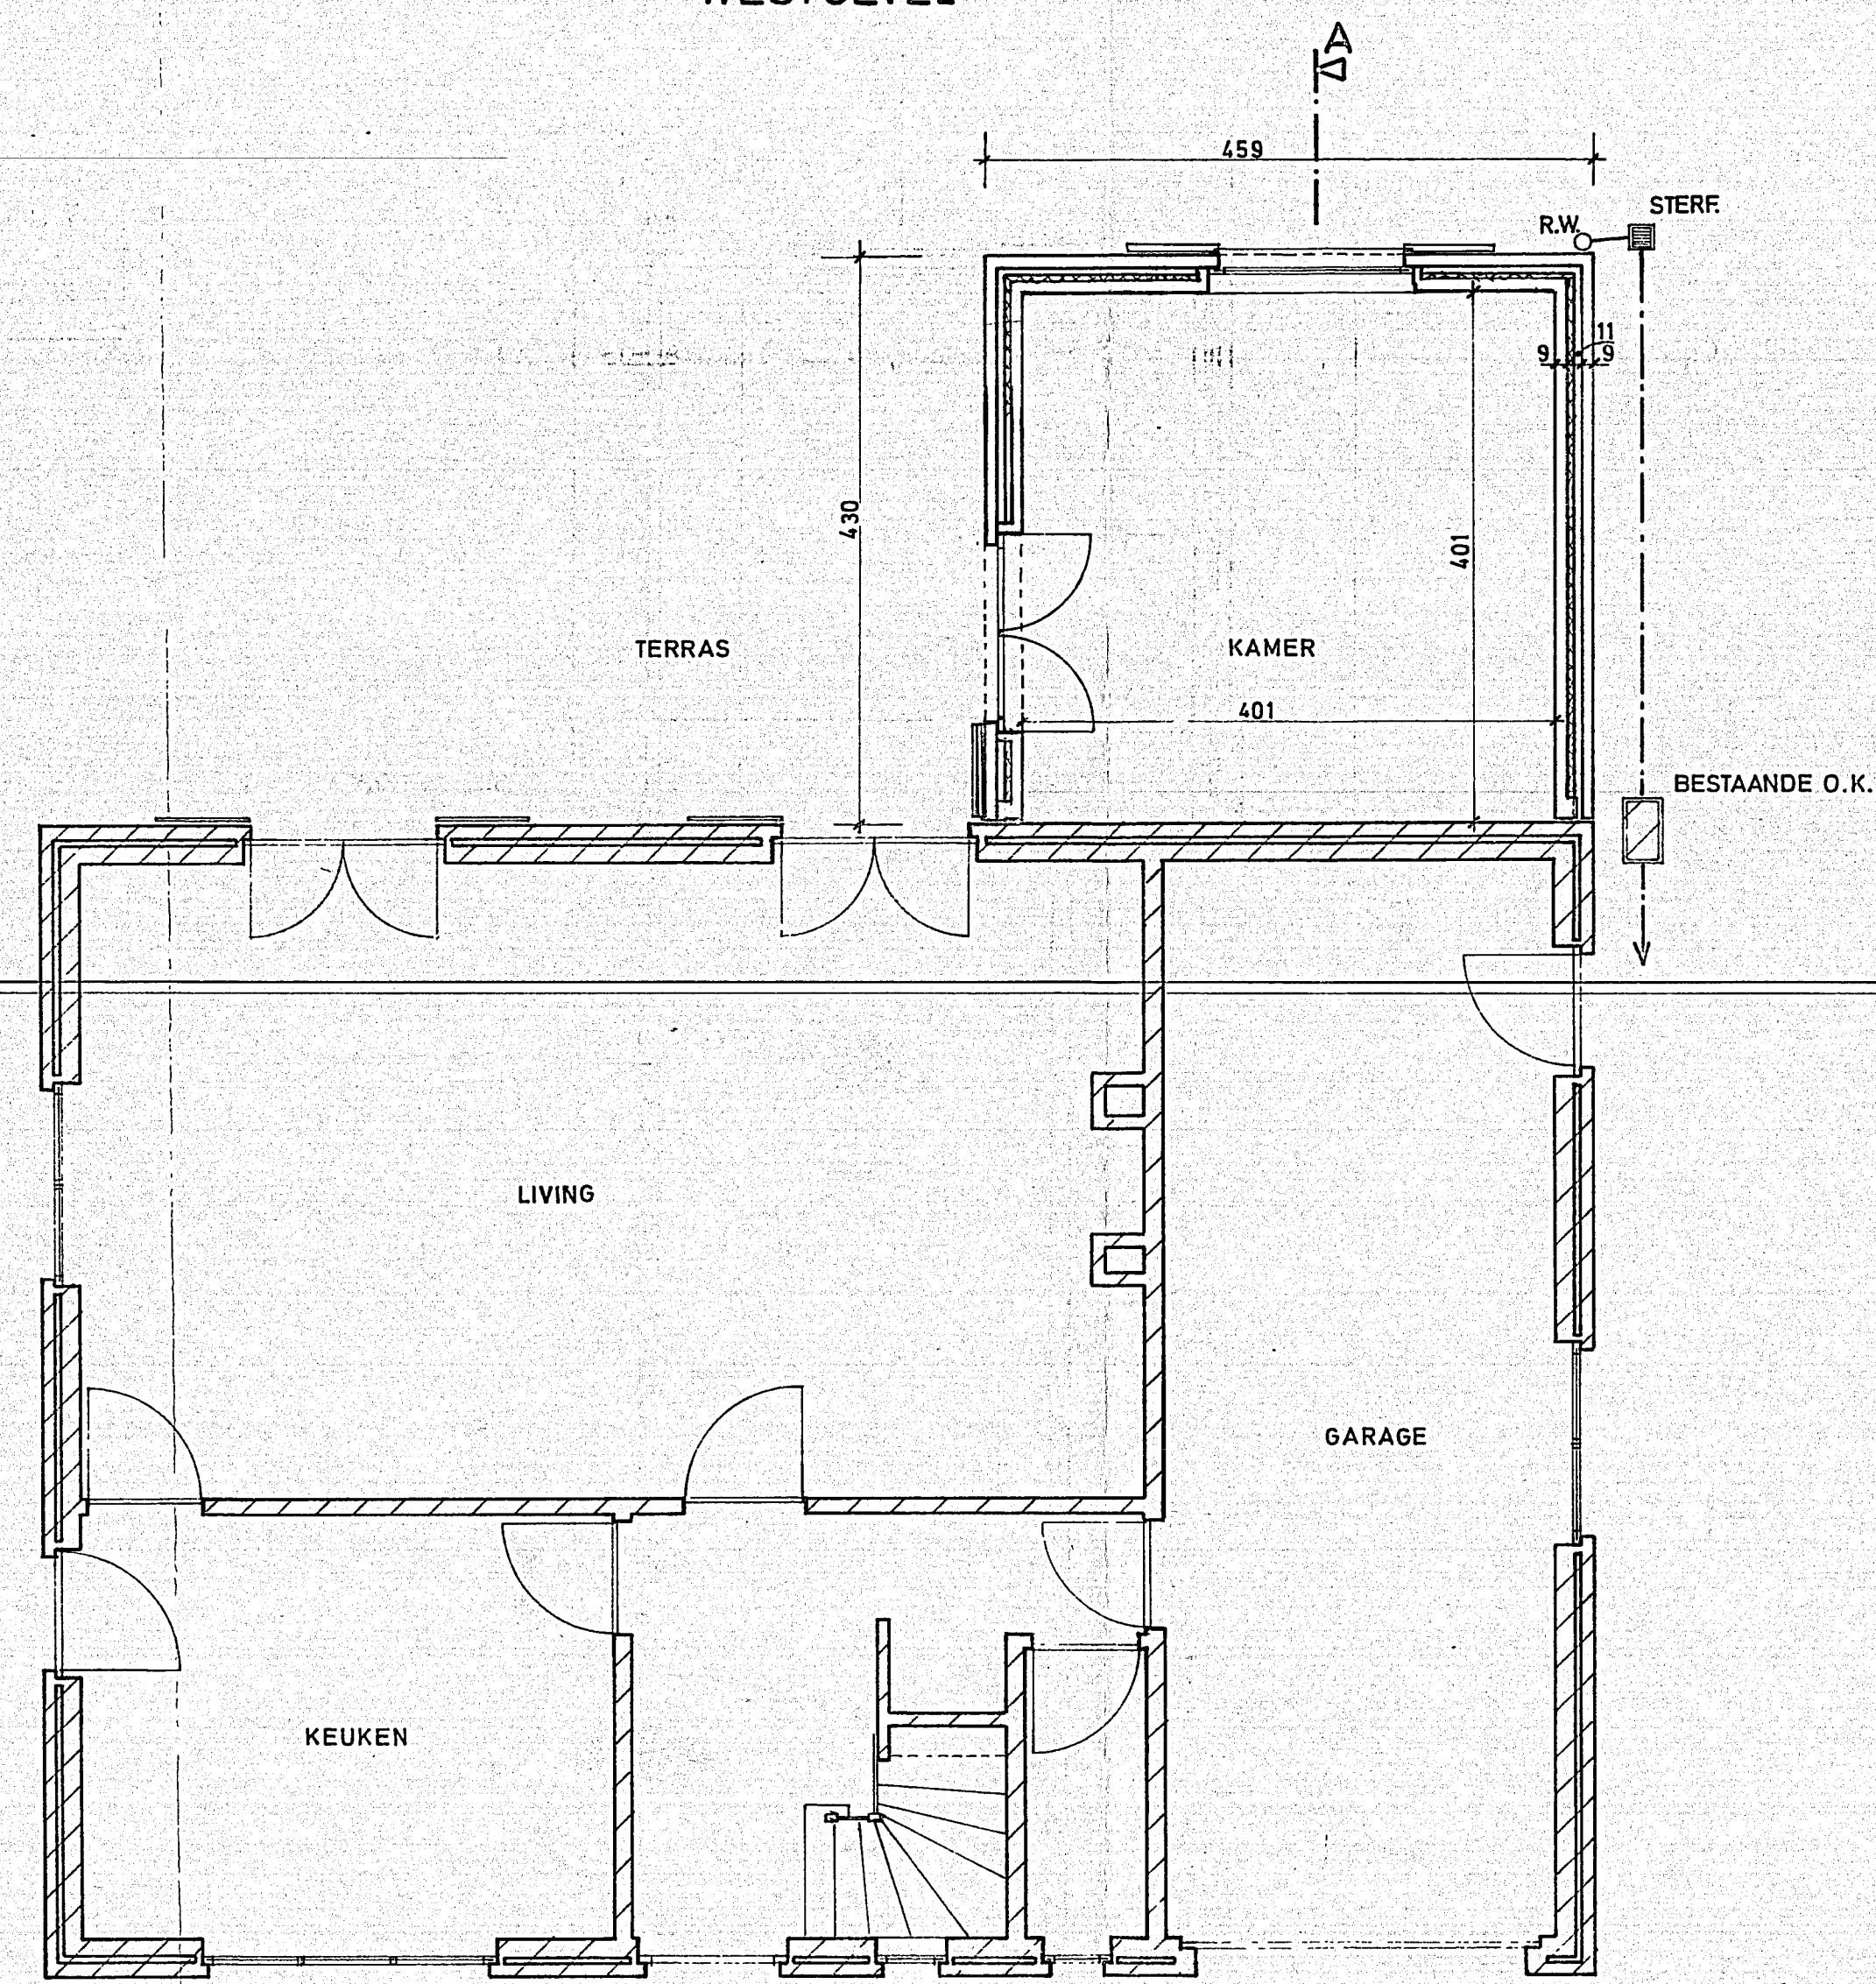 A
459
STERF.
R.W.
11
9 9
430
401
TERRAS
KAMER
401
BESTAANDE O.K.
LIVING
GARAGE
KEUKEN